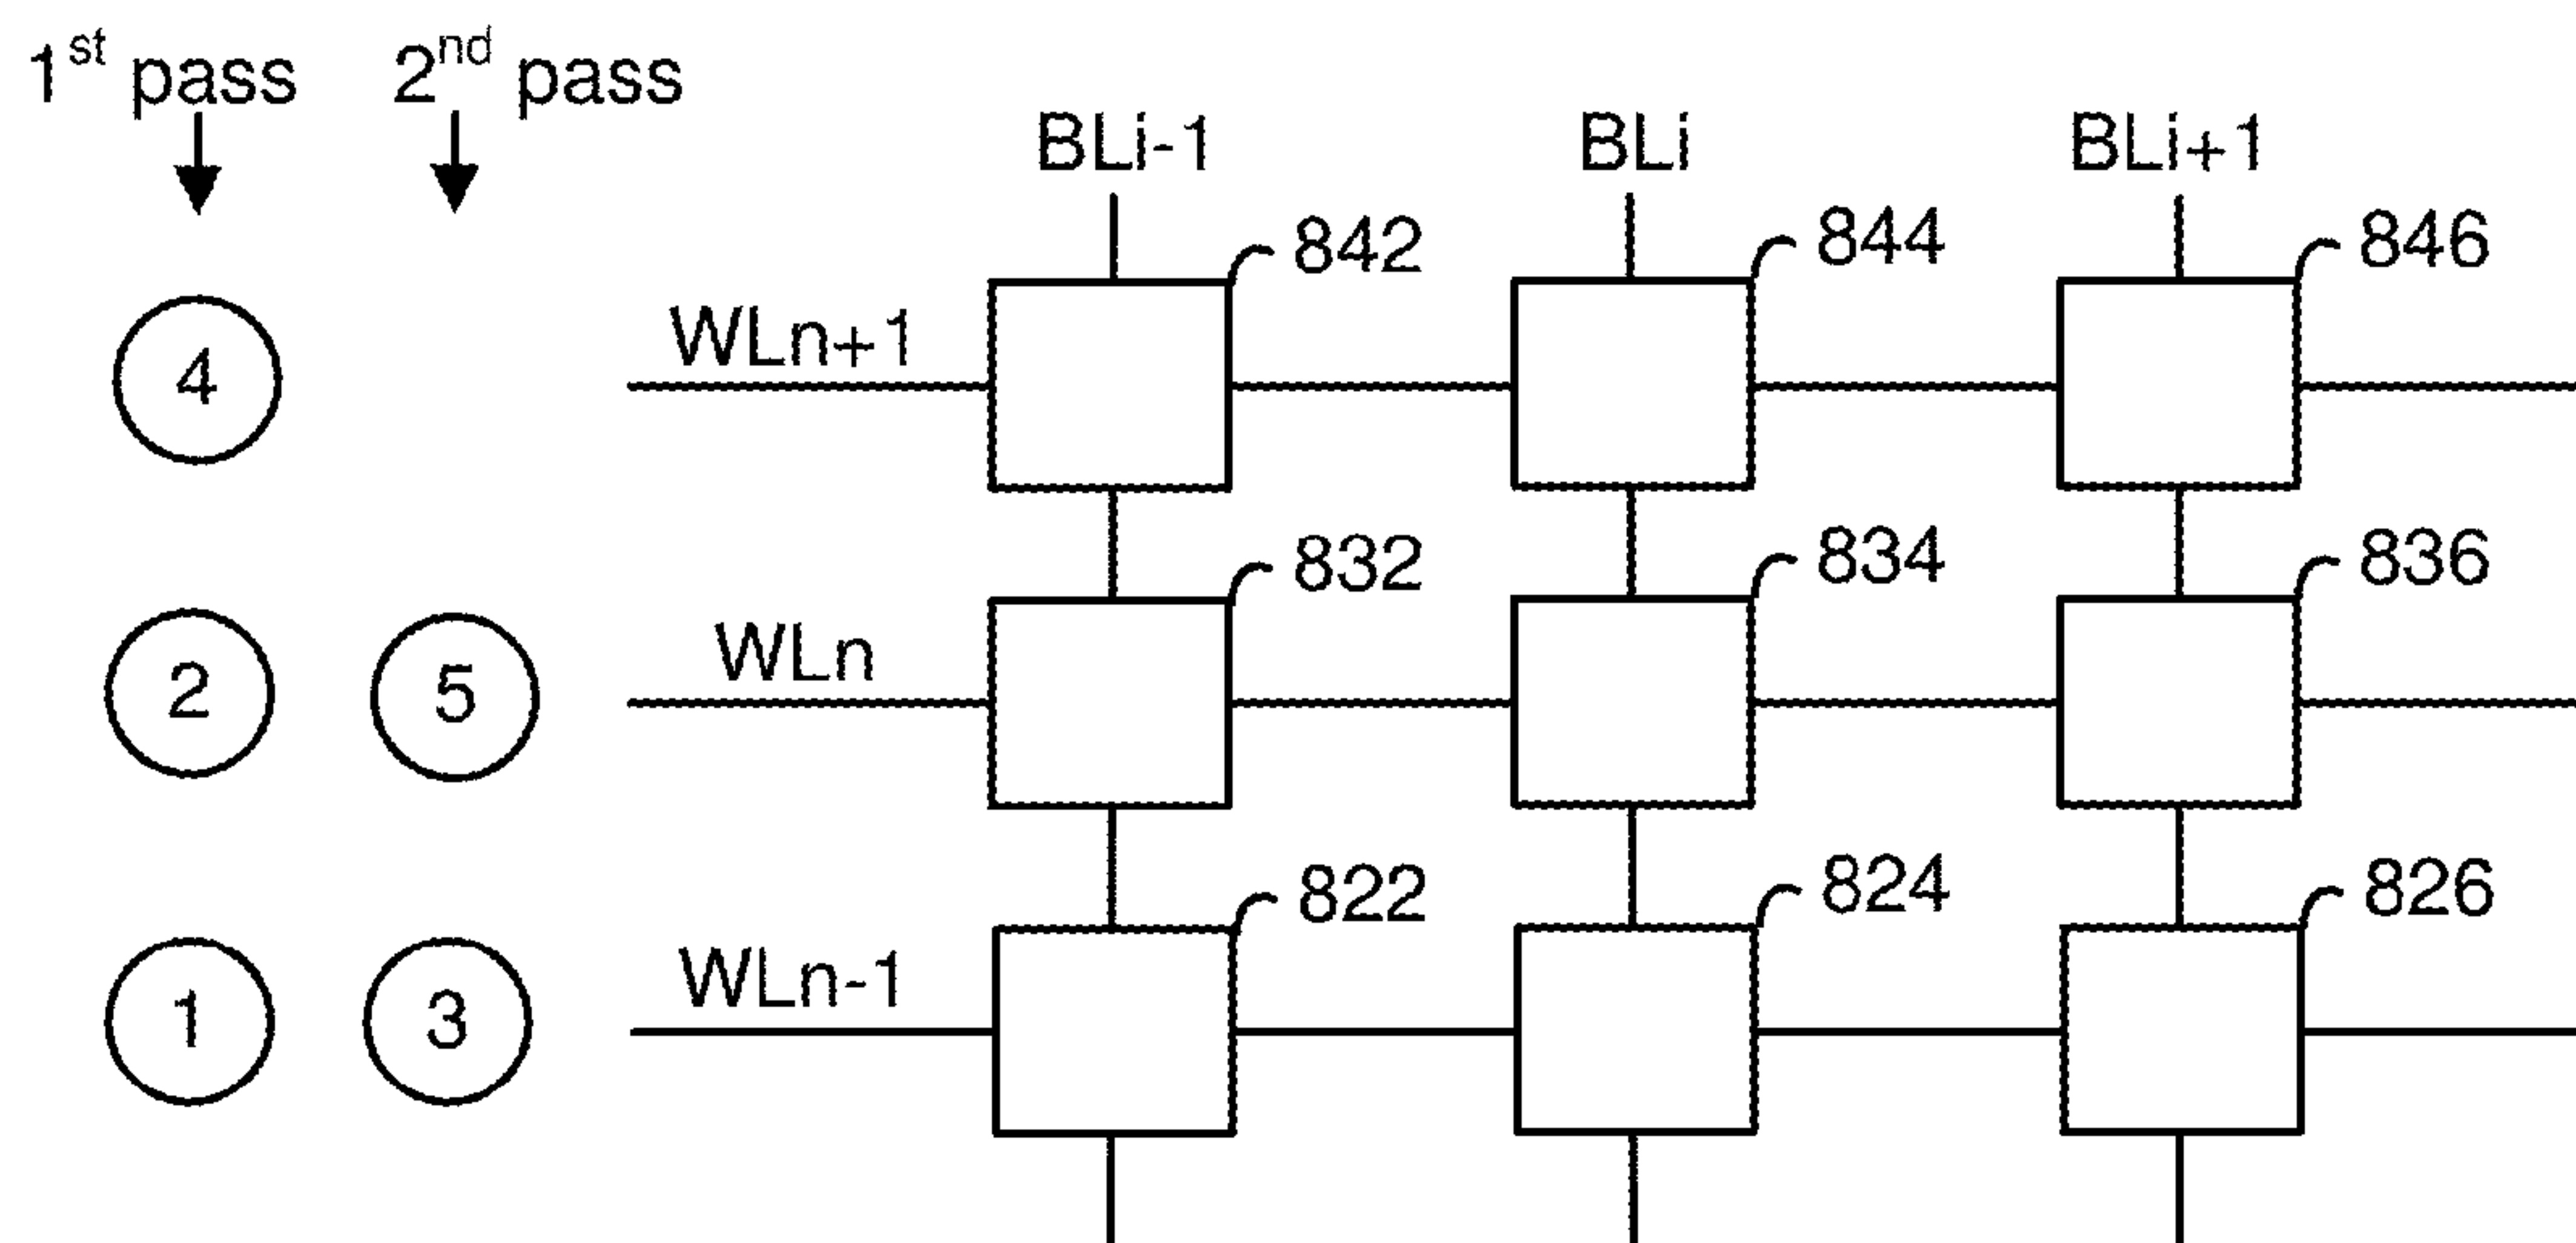 1st pass 2nd pass
BLi-1 BLi BLi+1
842 844 846
4 WLn+1
832 834 836
2 5 WLn
822 824 826
1 3 WLn-1